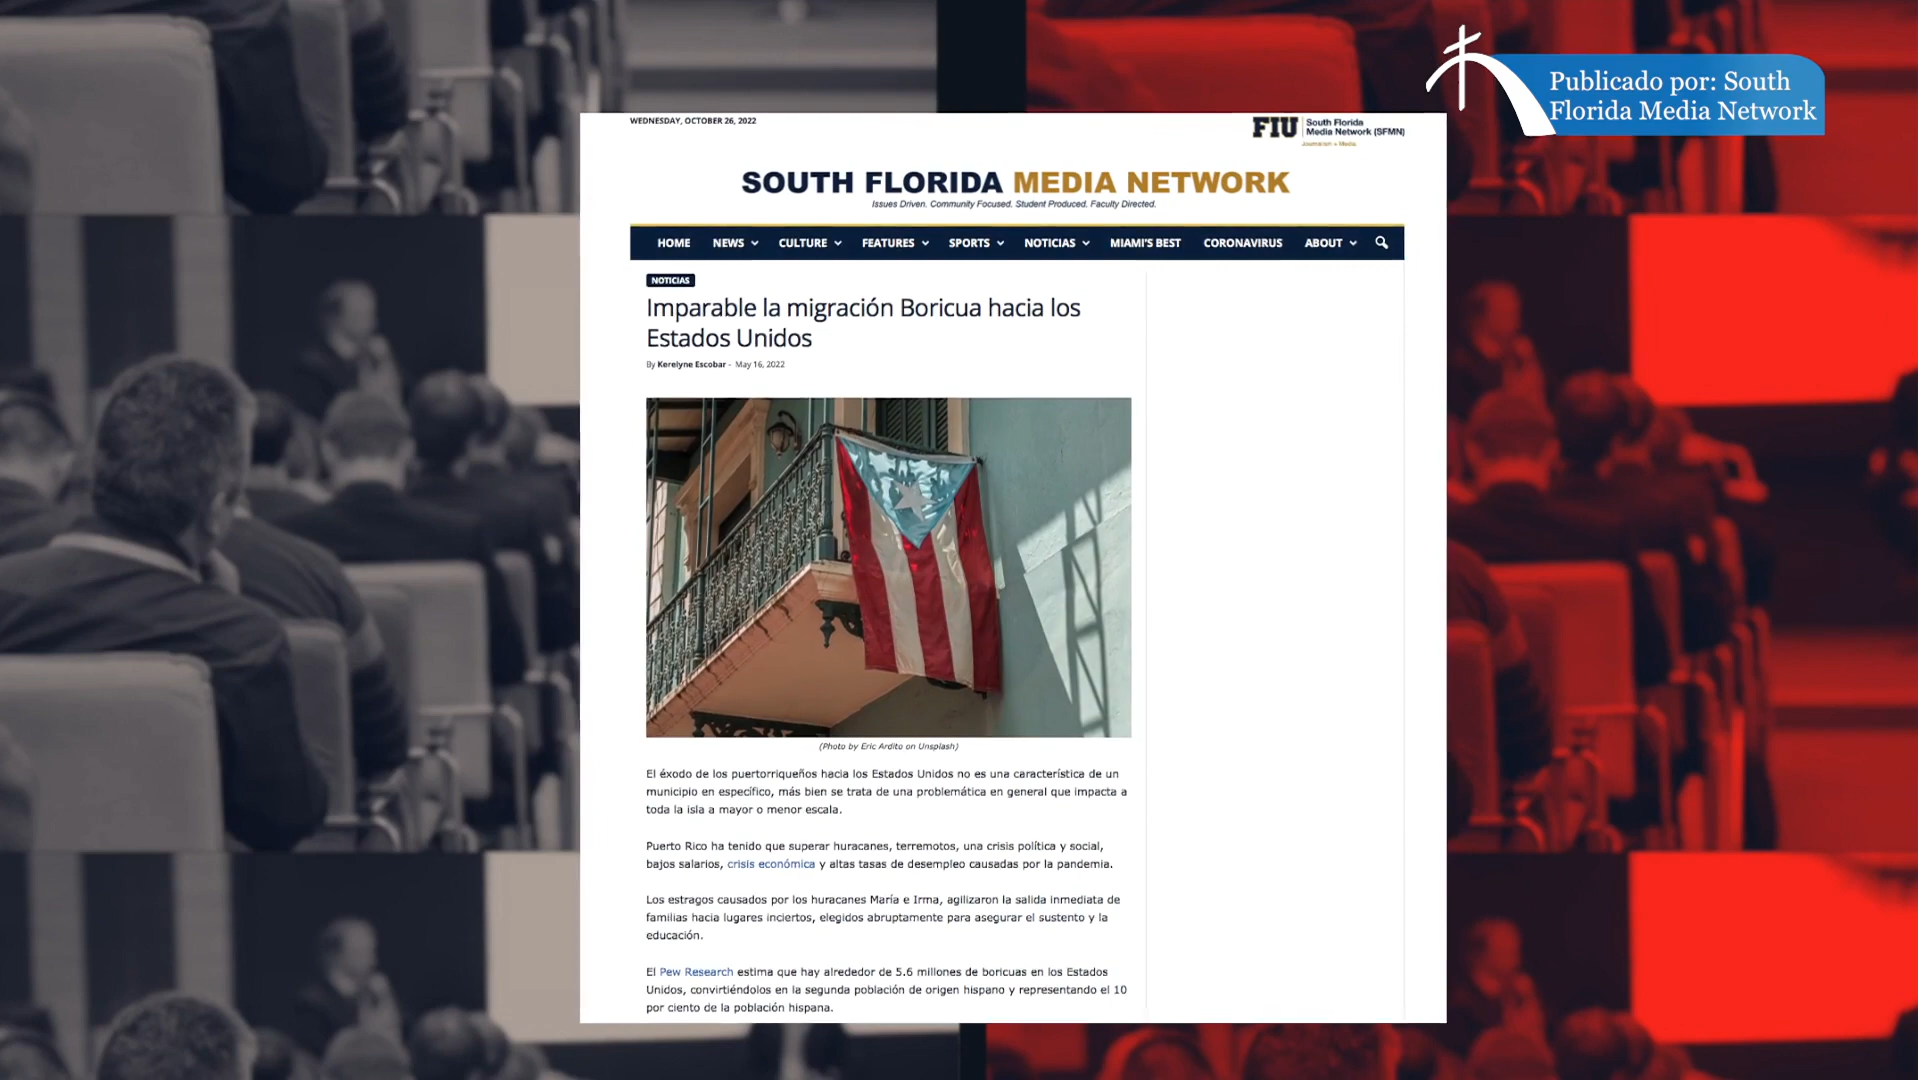 Publicado por: South
Florida Media Network
WEDNESDAY, OCTOBER 26, 2022
FIU South Florida
Media Network (SFMN)
Journalism + Media
SOUTH FLORIDA MEDIA NETWORK
Issues Driven. Community Focused. Student Produced. Faculty Directed.
HOME NEWS CULTURE FEATURES SPORTS NOTICIAS MIAMI'S BEST CORONAVIRUS ABOUT
NOTICIAS
Imparable la migración Boricua hacia los
Estados Unidos
By Kerelyne Escobar - May 16, 2022
(Photo by Eric Ardito on Unsplash)
El éxodo de los puertorriqueños hacia los Estados Unidos no es una característica de un
municipio en específico, más bien se trata de una problemática en general que impacta a
toda la isla a mayor o menor escala.
Puerto Rico ha tenido que superar huracanes, terremotos, una crisis política y social,
bajos salarios, crisis económica y altas tasas de desempleo causadas por la pandemia.
Los estragos causados por los huracanes María e Irma, agilizaron la salida inmediata de
familias hacia lugares inciertos, elegidos abruptamente para asegurar el sustento y la
educación.
El Pew Research estima que hay alrededor de 5.6 millones de boricuas en los Estados
Unidos, convirtiéndolos en la segunda población de origen hispano y representando el 10
por ciento de la población hispana.